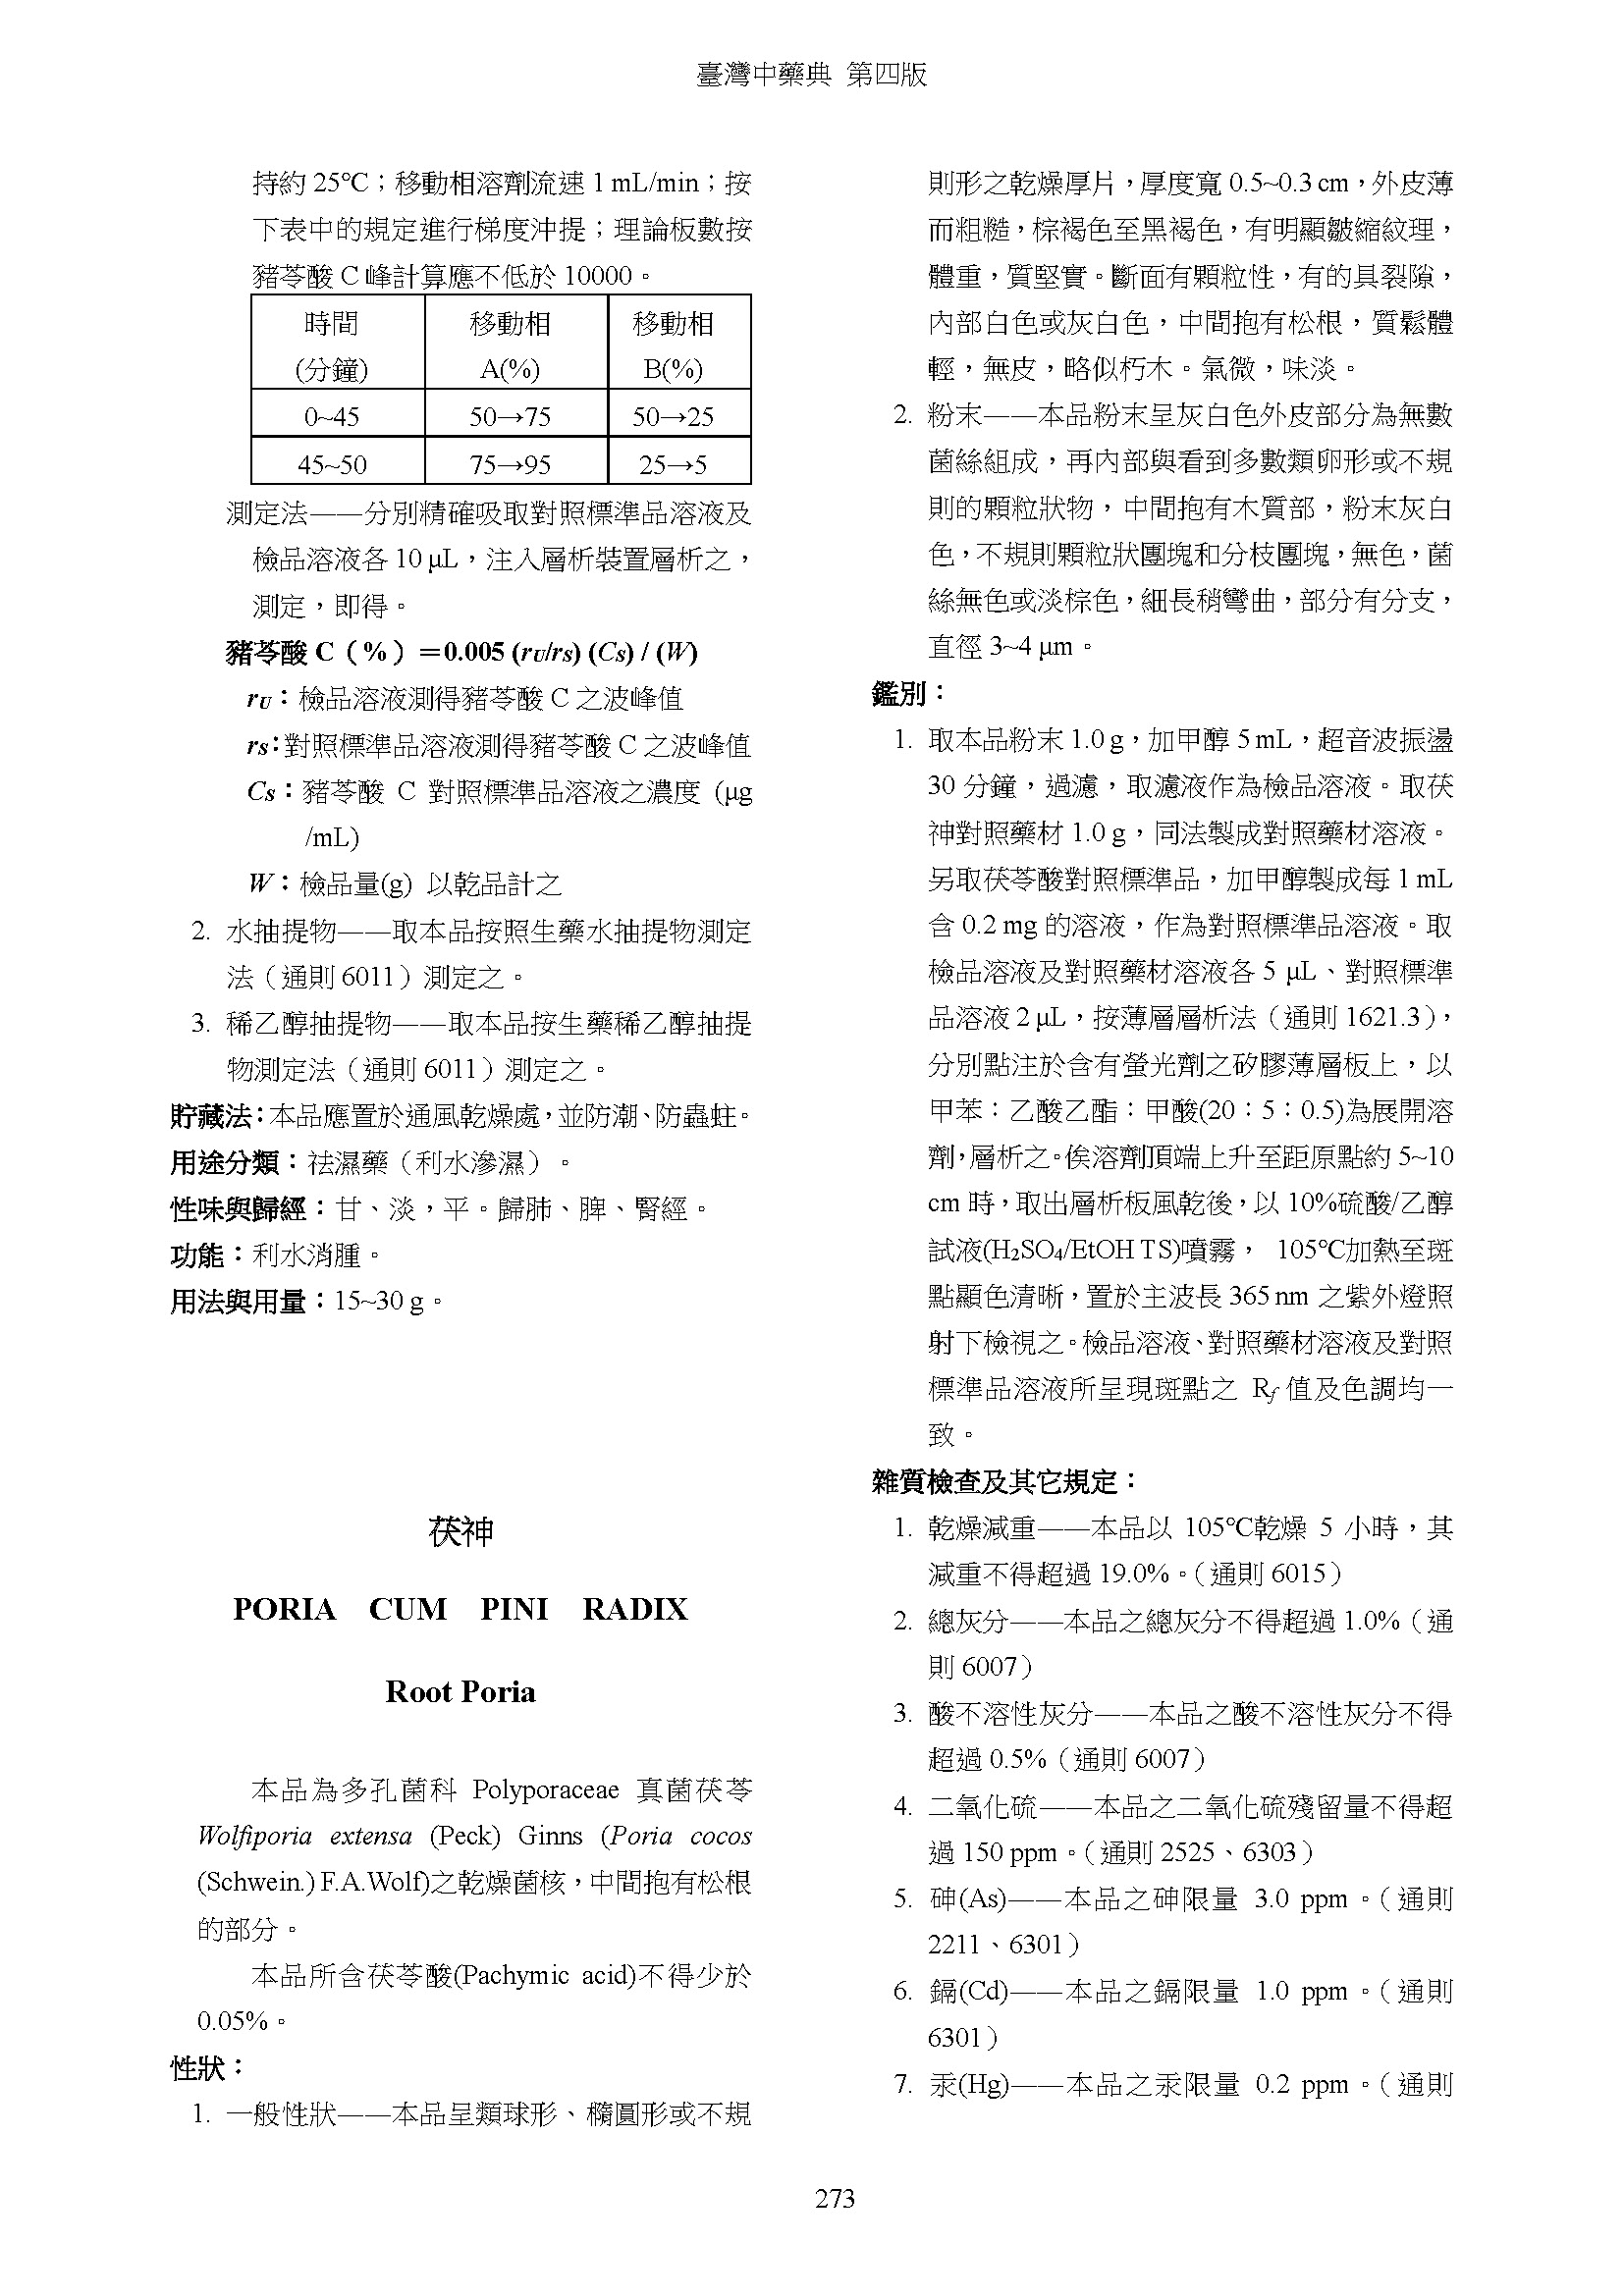 臺灣中藥典 第四版
持約 25℃；移動相溶劑流速 1 mL/min；按
下表中的規定進行梯度沖提；理論板數按
豬苓酸 C 峰計算應不低於 10000。
時間 移動相 移動相
(分鐘) A(%) B(%)
0~45 50→75 50→25
45~50 75→95 25→5
測定法——分別精確吸取對照標準品溶液及
檢品溶液各 10 μL，注入層析裝置層析之，
測定，即得。
豬苓酸 C（%）＝0.005 (rU/rS) (CS) / (W)
rU：檢品溶液測得豬苓酸 C 之波峰值
rS：對照標準品溶液測得豬苓酸 C 之波峰值
CS：豬苓酸 C 對照標準品溶液之濃度 (μg
/mL)
W：檢品量(g) 以乾品計之
2. 水抽提物——取本品按照生藥水抽提物測定
法（通則 6011）測定之。
3. 稀乙醇抽提物——取本品按生藥稀乙醇抽提
物測定法（通則 6011）測定之。
貯藏法：本品應置於通風乾燥處，並防潮、防蟲蛀。
用途分類：祛濕藥（利水滲濕）。
性味與歸經：甘、淡，平。歸肺、脾、腎經。
功能：利水消腫。
用法與用量：15~30 g。
茯神
PORIA CUM PINI RADIX
Root Poria
本品為多孔菌科 Polyporaceae 真菌茯苓
Wolfiporia extensa (Peck) Ginns (Poria cocos
(Schwein.) F.A.Wolf)之乾燥菌核，中間抱有松根
的部分。
本品所含茯苓酸(Pachymic acid)不得少於
0.05%。
性狀：
1. 一般性狀——本品呈類球形、橢圓形或不規
則形之乾燥厚片，厚度寬 0.5~0.3 cm，外皮薄
而粗糙，棕褐色至黑褐色，有明顯皺縮紋理，
體重，質堅實。斷面有顆粒性，有的具裂隙，
內部白色或灰白色，中間抱有松根，質鬆體
輕，無皮，略似朽木。氣微，味淡。
2. 粉末——本品粉末呈灰白色外皮部分為無數
菌絲組成，再內部與看到多數類卵形或不規
則的顆粒狀物，中間抱有木質部，粉末灰白
色，不規則顆粒狀團塊和分枝團塊，無色，菌
絲無色或淡棕色，細長稍彎曲，部分有分支，
直徑 3~4 μm。
鑑別：
1. 取本品粉末 1.0 g，加甲醇 5 mL，超音波振盪
30 分鐘，過濾，取濾液作為檢品溶液。取茯
神對照藥材 1.0 g，同法製成對照藥材溶液。
另取茯苓酸對照標準品，加甲醇製成每 1 mL
含 0.2 mg 的溶液，作為對照標準品溶液。取
檢品溶液及對照藥材溶液各 5 μL、對照標準
品溶液 2 μL，按薄層層析法（通則 1621.3），
分別點注於含有螢光劑之矽膠薄層板上，以
甲苯：乙酸乙酯：甲酸(20：5：0.5)為展開溶
劑，層析之。俟溶劑頂端上升至距原點約 5~10
cm 時，取出層析板風乾後，以 10%硫酸/乙醇
試液(H₂SO₄/EtOH TS)噴霧， 105℃加熱至斑
點顯色清晰，置於主波長 365 nm 之紫外燈照
射下檢視之。檢品溶液、對照藥材溶液及對照
標準品溶液所呈現斑點之 Rf 值及色調均一
致。
雜質檢查及其它規定：
1. 乾燥減重——本品以 105℃乾燥 5 小時，其
減重不得超過 19.0%。（通則 6015）
2. 總灰分——本品之總灰分不得超過 1.0%（通
則 6007）
3. 酸不溶性灰分——本品之酸不溶性灰分不得
超過 0.5%（通則 6007）
4. 二氧化硫——本品之二氧化硫殘留量不得超
過 150 ppm。（通則 2525、6303）
5. 砷(As)——本品之砷限量 3.0 ppm。（通則
2211、6301）
6. 鎘(Cd)——本品之鎘限量 1.0 ppm。（通則
6301）
7. 汞(Hg)——本品之汞限量 0.2 ppm。（通則
273